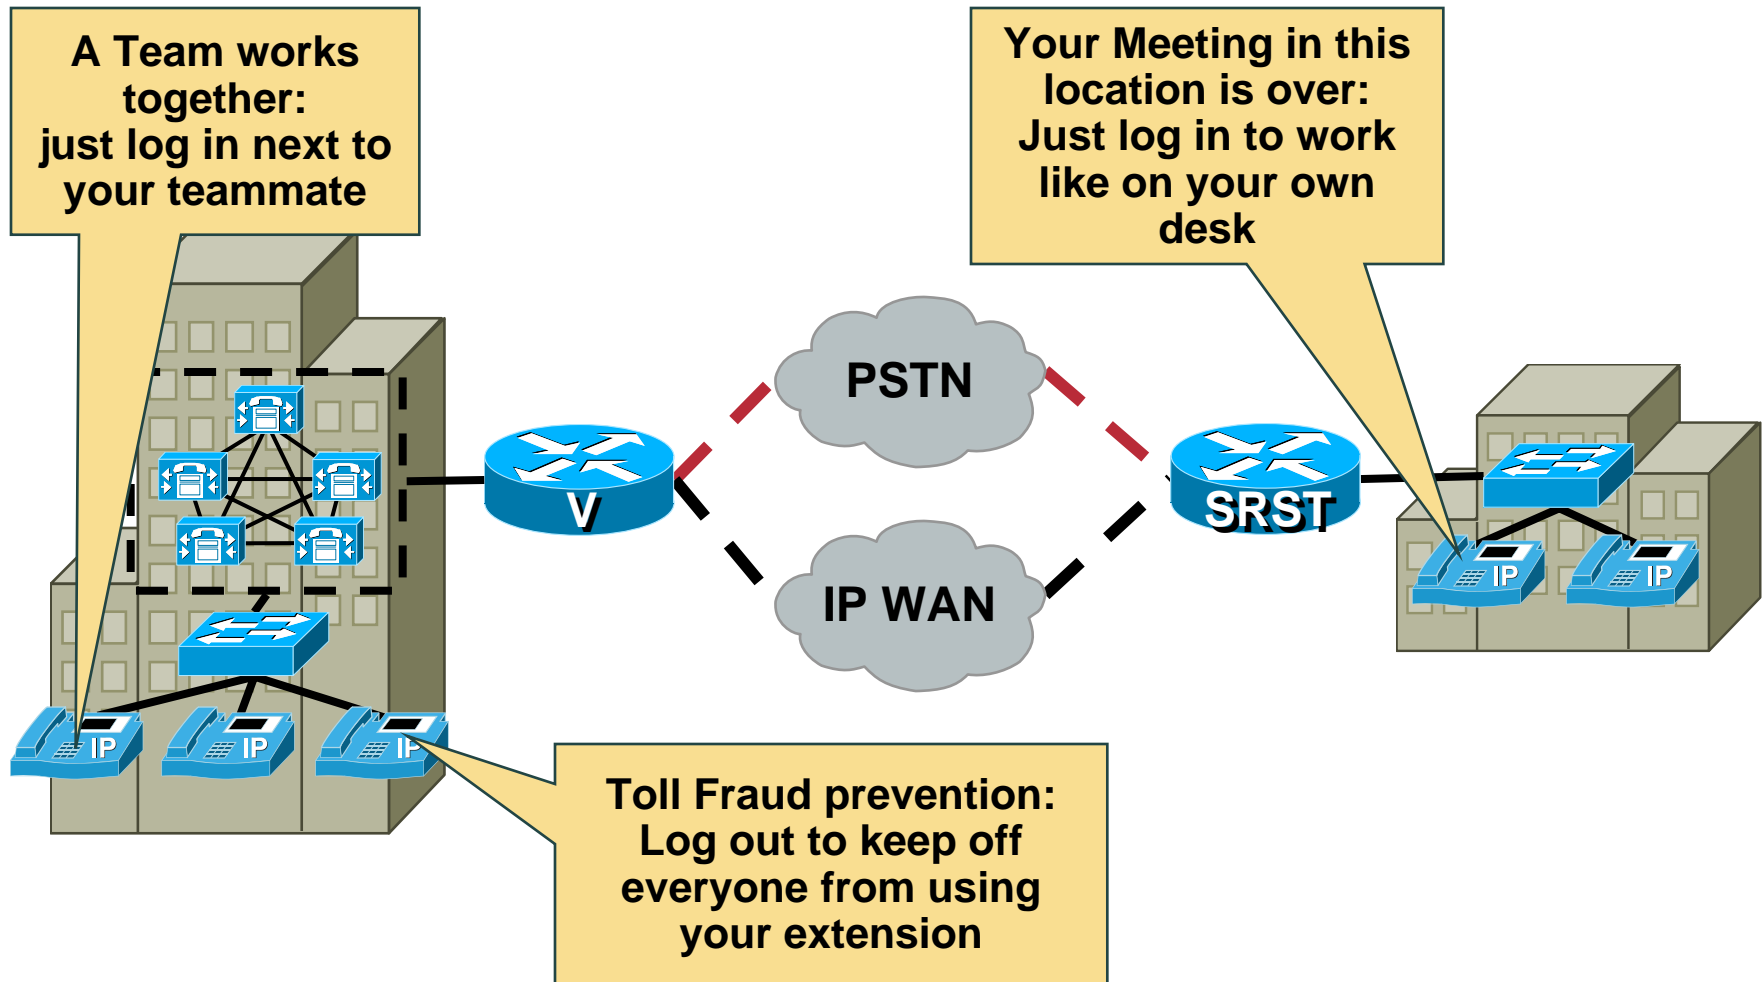 A Team works
together:
just log in next to
your teammate
Your Meeting in this
location is over:
Just log in to work
like on your own
desk
PSTN
V
SRST
IP
IP
IP WAN
IP
IP
IP
Toll Fraud prevention:
Log out to keep off
everyone from using
your extension